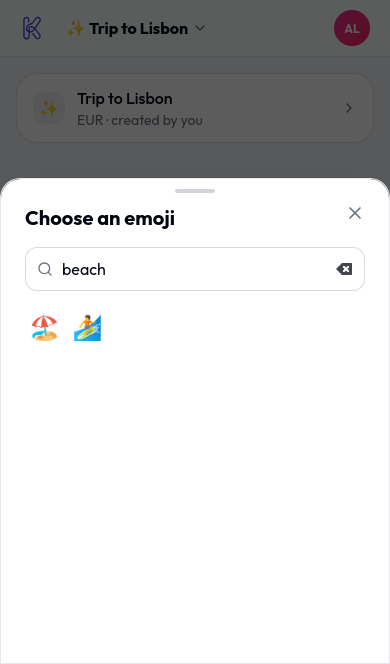 ✨ Trip to Lisbon
AL
Trip to Lisbon
EUR · created by you
Choose an emoji
beach